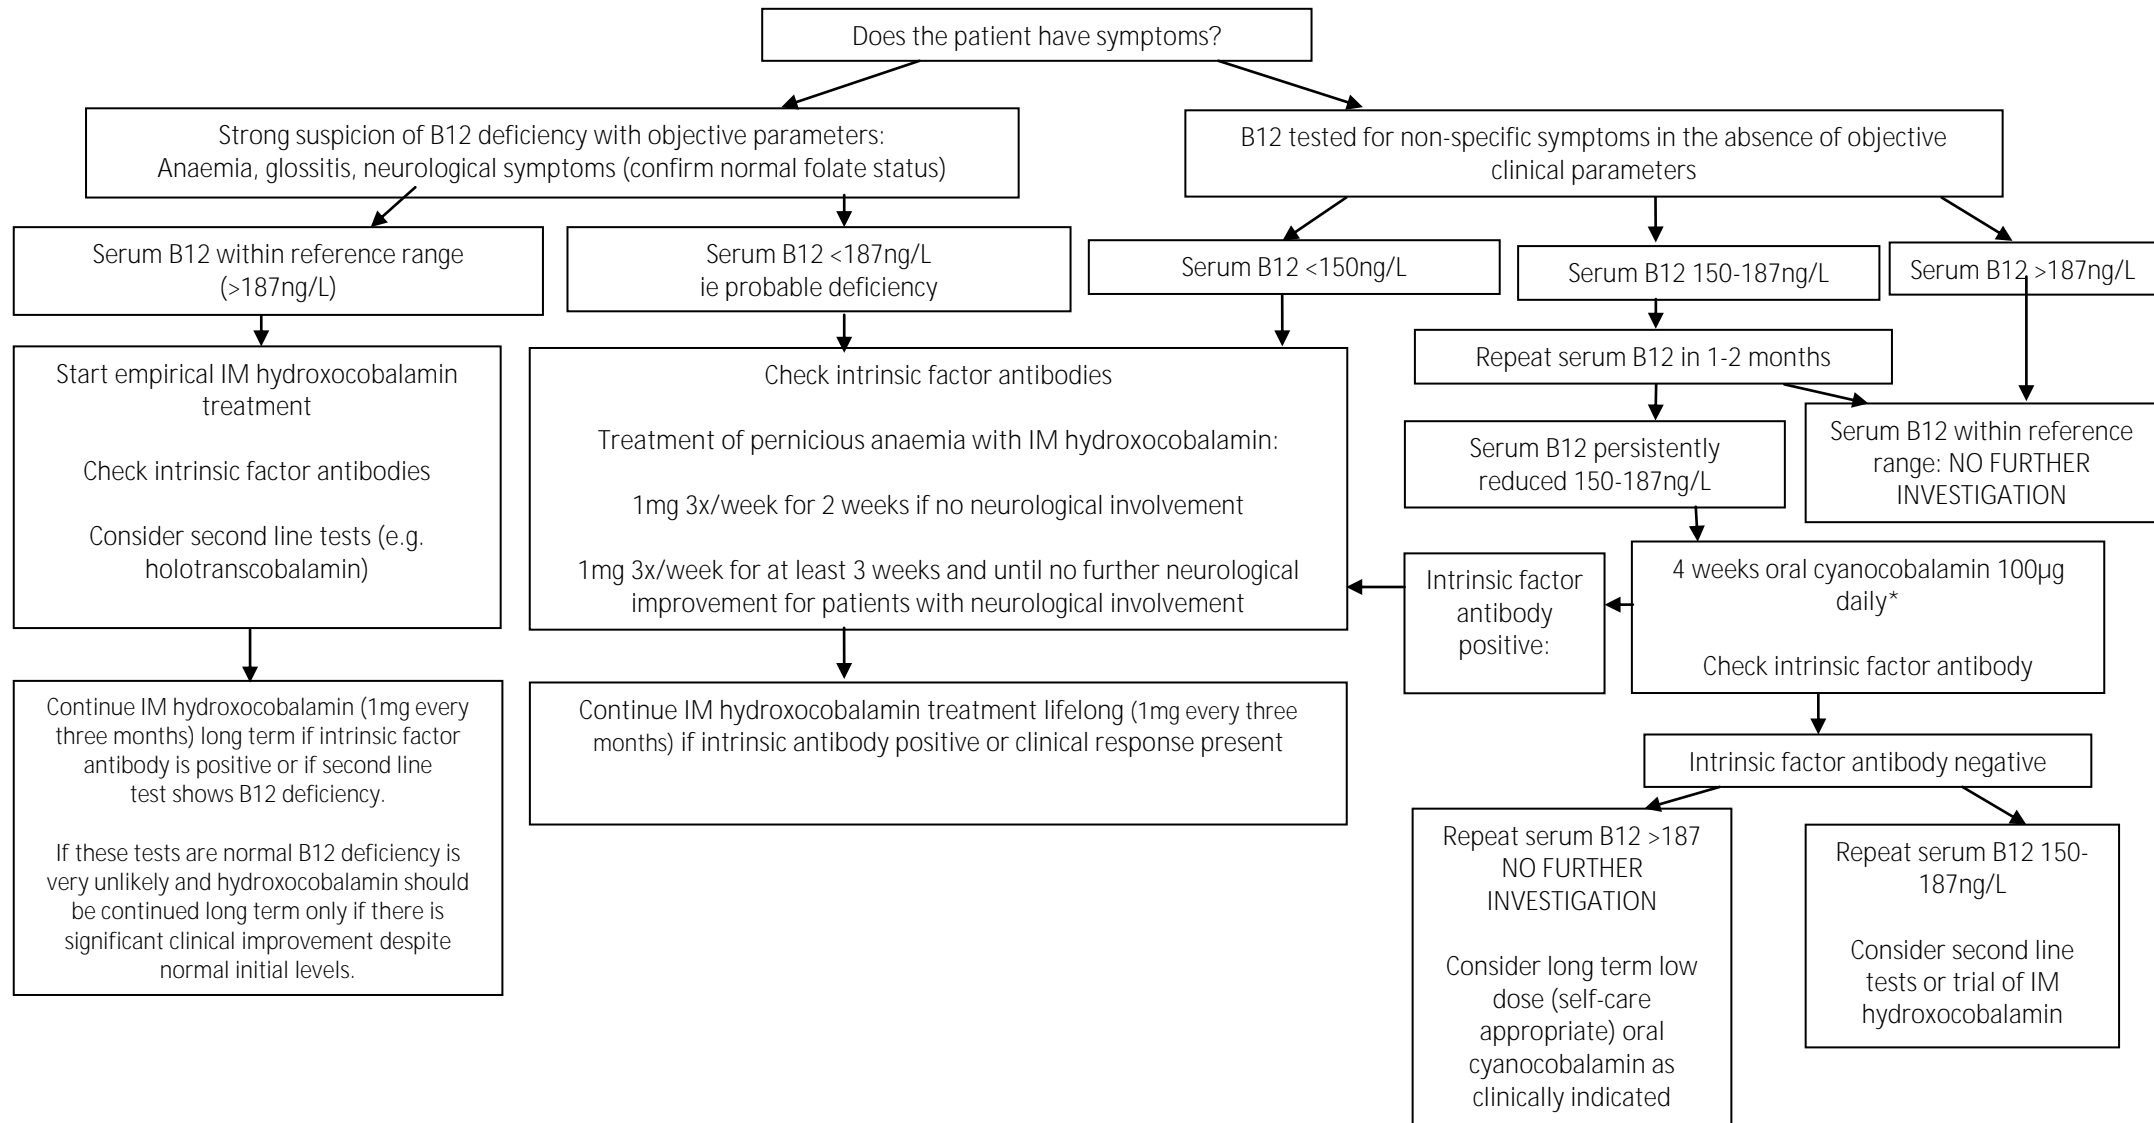 Does the patient have symptoms?
Strong suspicion of B12 deficiency with objective parameters:
Anaemia, glossitis, neurological symptoms (confirm normal folate status)
B12 tested for non-specific symptoms in the absence of objective
clinical parameters
Serum B12 within reference range
(>187ng/L)
Serum B12 <187ng/L
ie probable deficiency
Serum B12 <150ng/L
Serum B12 150-187ng/L
Serum B12 >187ng/L
Start empirical IM hydroxocobalamin
treatment
Check intrinsic factor antibodies
Consider second line tests (e.g.
holotranscobalamin)
Check intrinsic factor antibodies
Treatment of pernicious anaemia with IM hydroxocobalamin:
1mg 3x/week for 2 weeks if no neurological involvement
1mg 3x/week for at least 3 weeks and until no further neurological
improvement for patients with neurological involvement
Repeat serum B12 in 1-2 months
Serum B12 persistently
reduced 150-187ng/L
Serum B12 within reference
range: NO FURTHER
INVESTIGATION
Intrinsic factor
antibody
positive:
4 weeks oral cyanocobalamin 100µg
daily*
Check intrinsic factor antibody
Continue IM hydroxocobalamin (1mg every
three months) long term if intrinsic factor
antibody is positive or if second line
test shows B12 deficiency.
If these tests are normal B12 deficiency is
very unlikely and hydroxocobalamin should
be continued long term only if there is
significant clinical improvement despite
normal initial levels.
Continue IM hydroxocobalamin treatment lifelong (1mg every three
months) if intrinsic antibody positive or clinical response present
Intrinsic factor antibody negative
Repeat serum B12 >187
NO FURTHER
INVESTIGATION
Consider long term low
dose (self-care
appropriate) oral
cyanocobalamin as
clinically indicated
Repeat serum B12 150-
187ng/L
Consider second line
tests or trial of IM
hydroxocobalamin